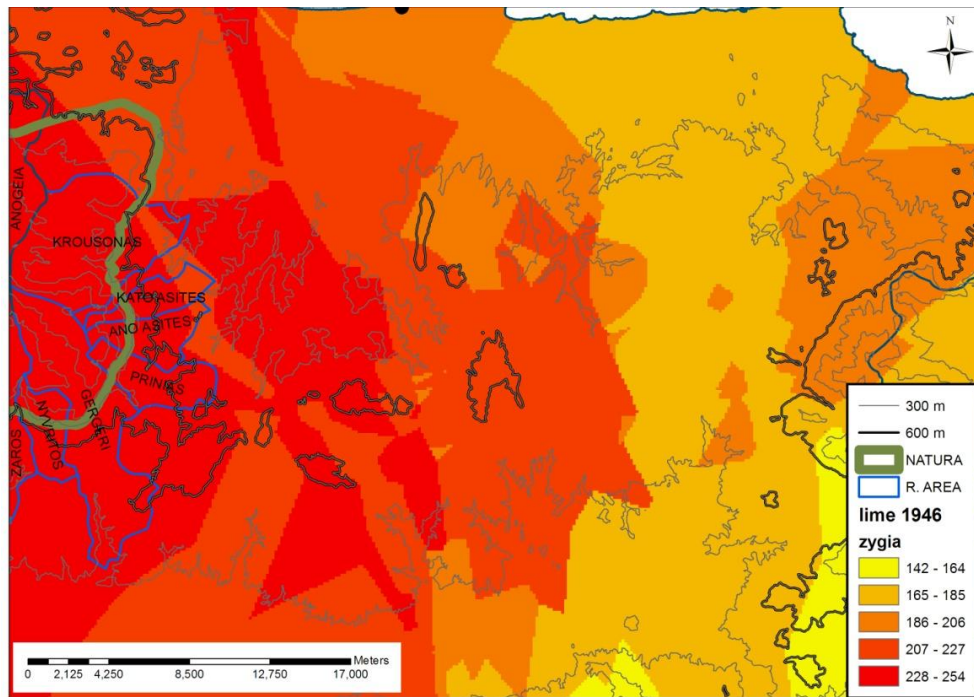 N
ANOGEIA
KROUSONAS
KATO ASITES
ANO ASITES
PRINIAS
GERGERI
NYVRITOS
ZAROS
300 m
600 m
NATURA
R. AREA
lime 1946
zygia
142 - 164
165 - 185
186 - 206
207 - 227
228 - 254
Meters
0 2,125 4,250 8,500 12,750 17,000